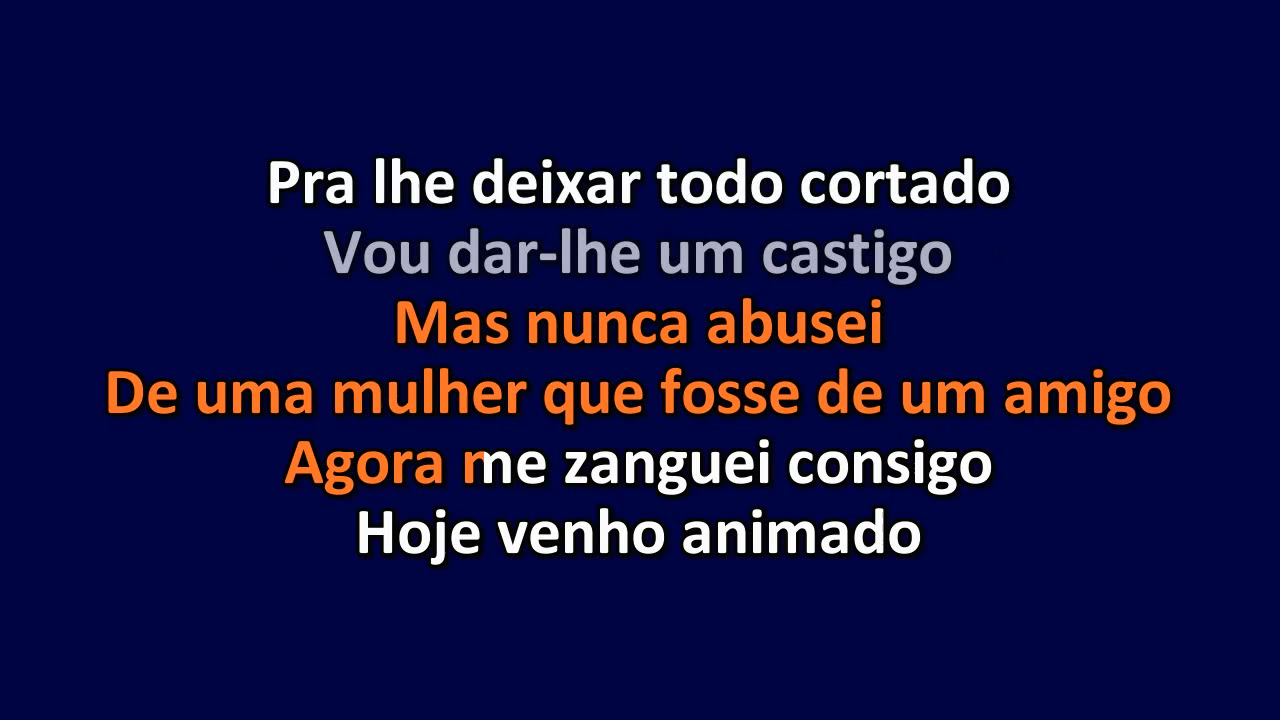 Pra lhe deixar todo cortado
Vou dar-lhe um castigo
Mas nunca abusei
De uma mulher que fosse de um amigo
Agora me zanguei consigo
Hoje venho animado